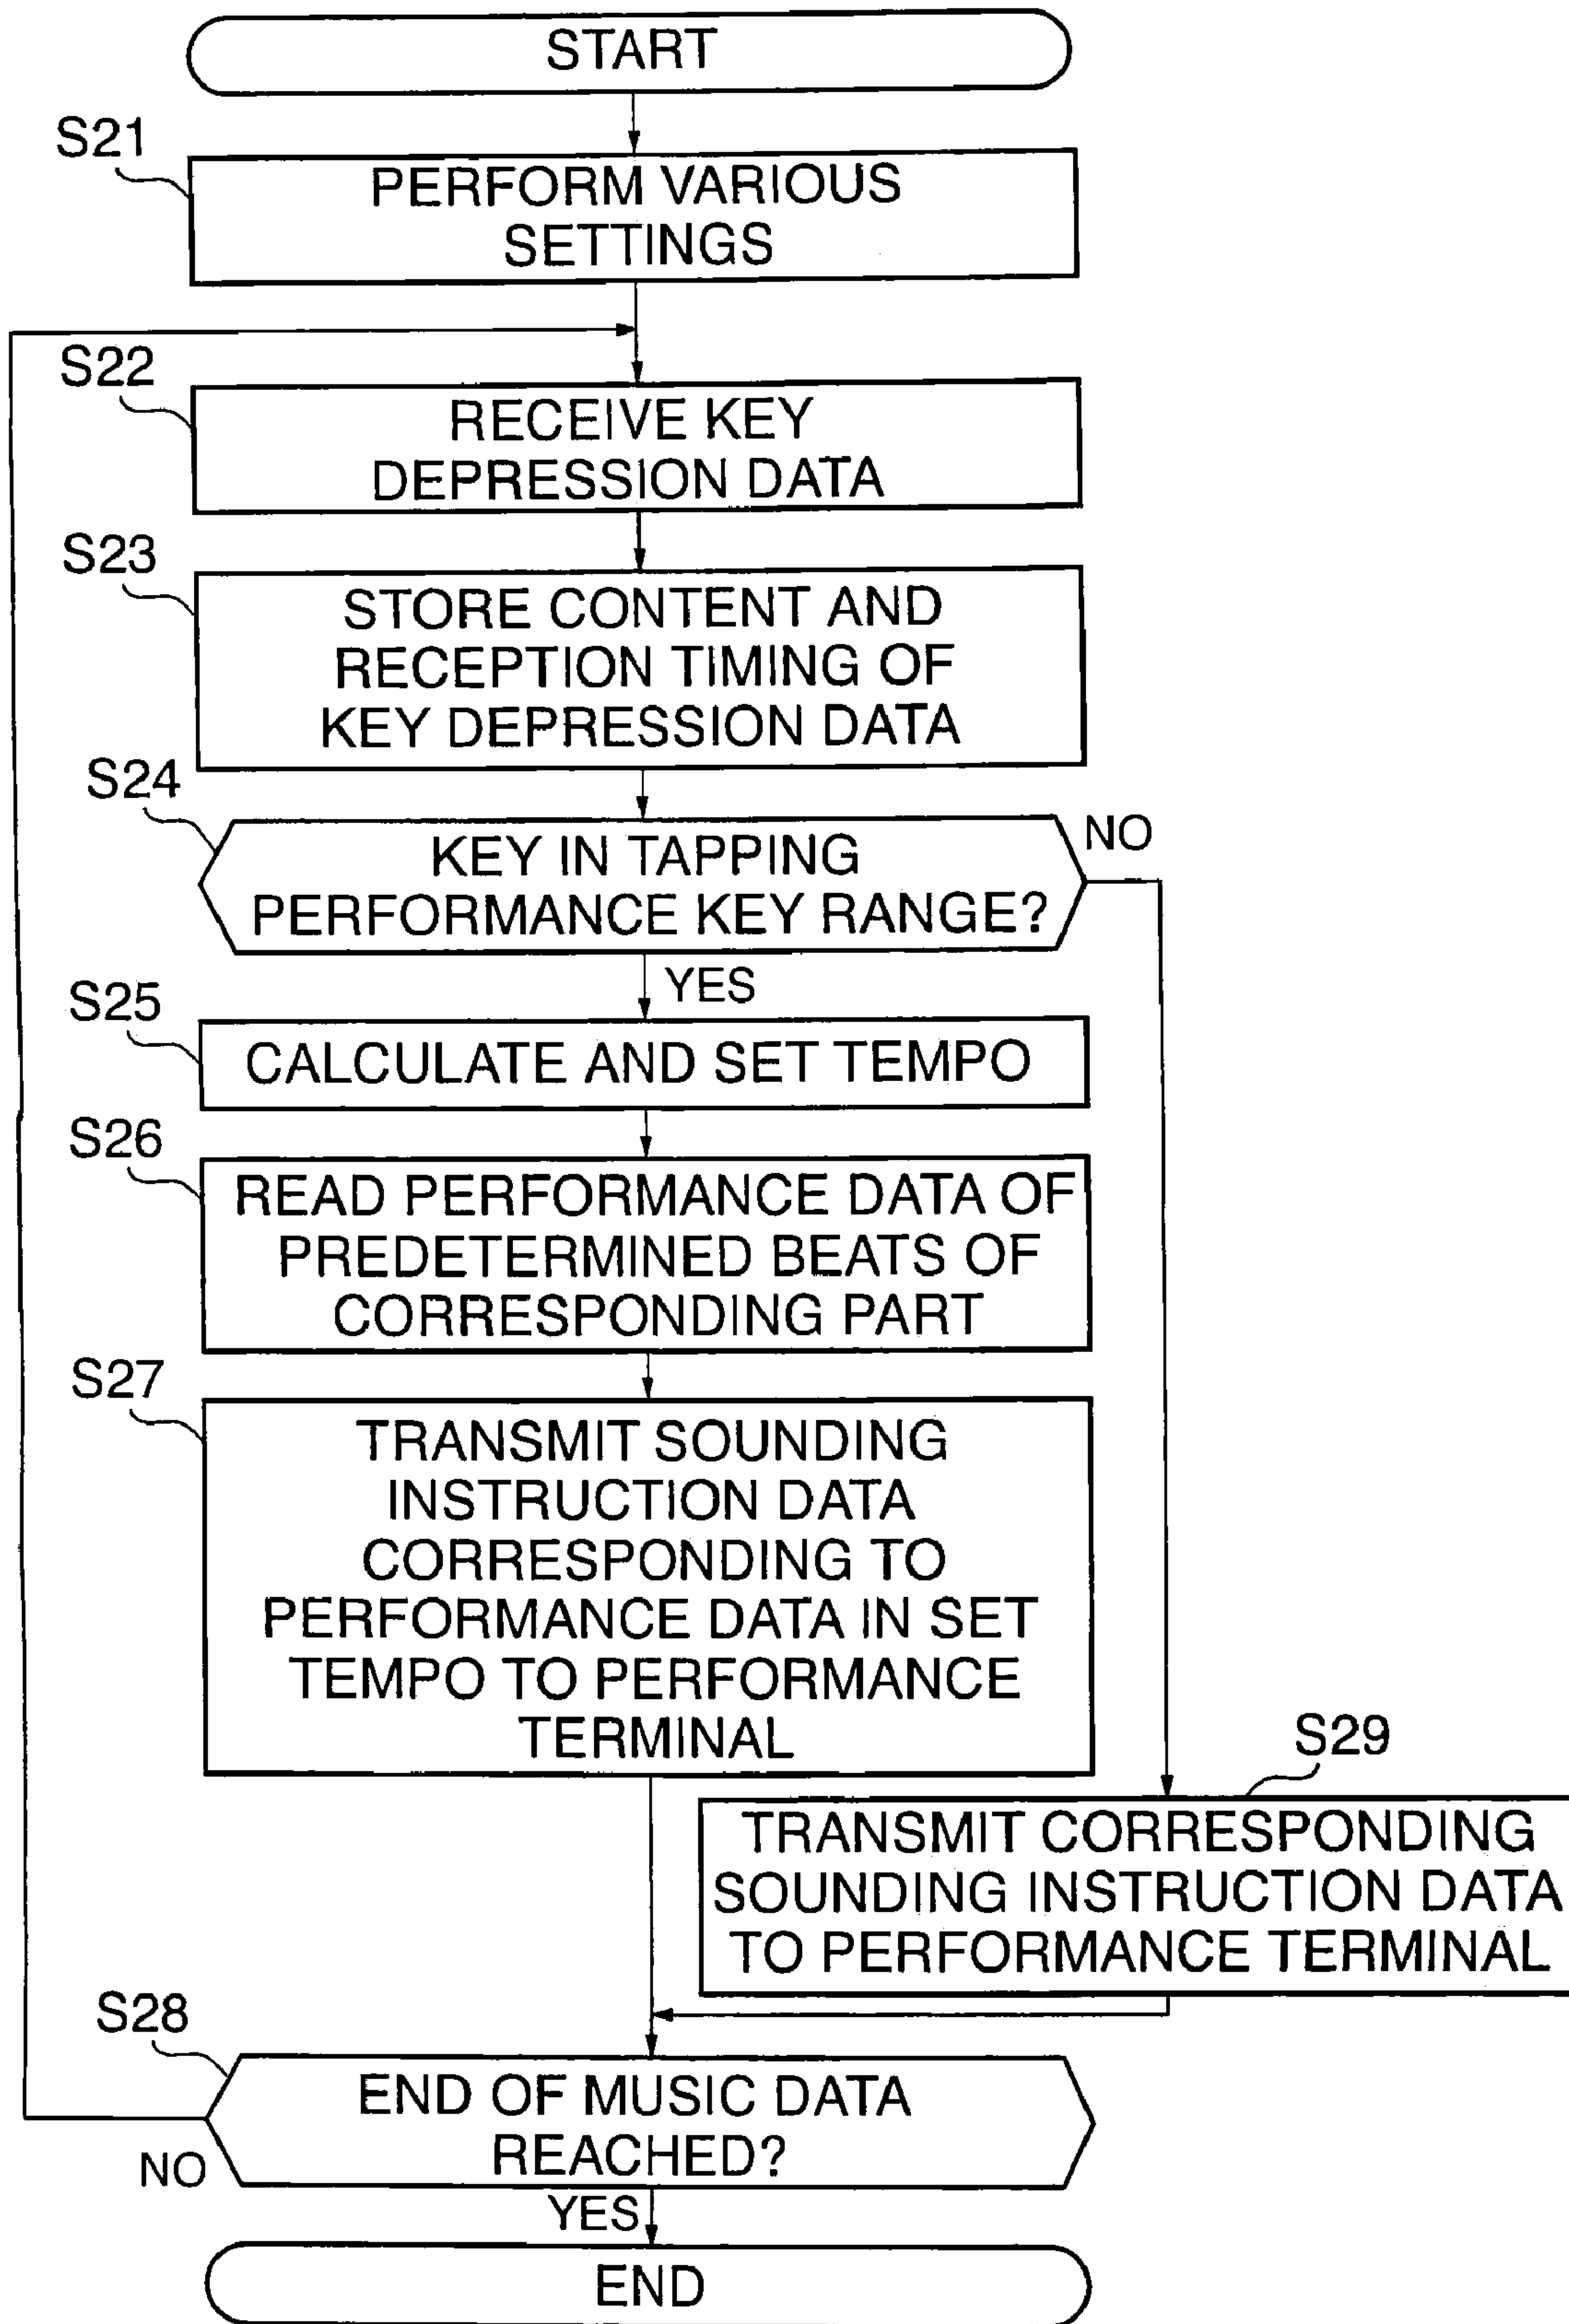 START
S21
PERFORM VARIOUS
SETTINGS
S22
RECEIVE KEY
DEPRESSION DATA
S23
STORE CONTENT AND
RECEPTION TIMING OF
KEY DEPRESSION DATA
S24
KEY IN TAPPING
PERFORMANCE KEY RANGE?
NO
YES
S25
CALCULATE AND SET TEMPO
S26
READ PERFORMANCE DATA OF
PREDETERMINED BEATS OF
CORRESPONDING PART
S27
TRANSMIT SOUNDING
INSTRUCTION DATA
CORRESPONDING TO
PERFORMANCE DATA IN SET
TEMPO TO PERFORMANCE
TERMINAL
S29
TRANSMIT CORRESPONDING
SOUNDING INSTRUCTION DATA
TO PERFORMANCE TERMINAL
S28
END OF MUSIC DATA
REACHED?
NO
YES
END